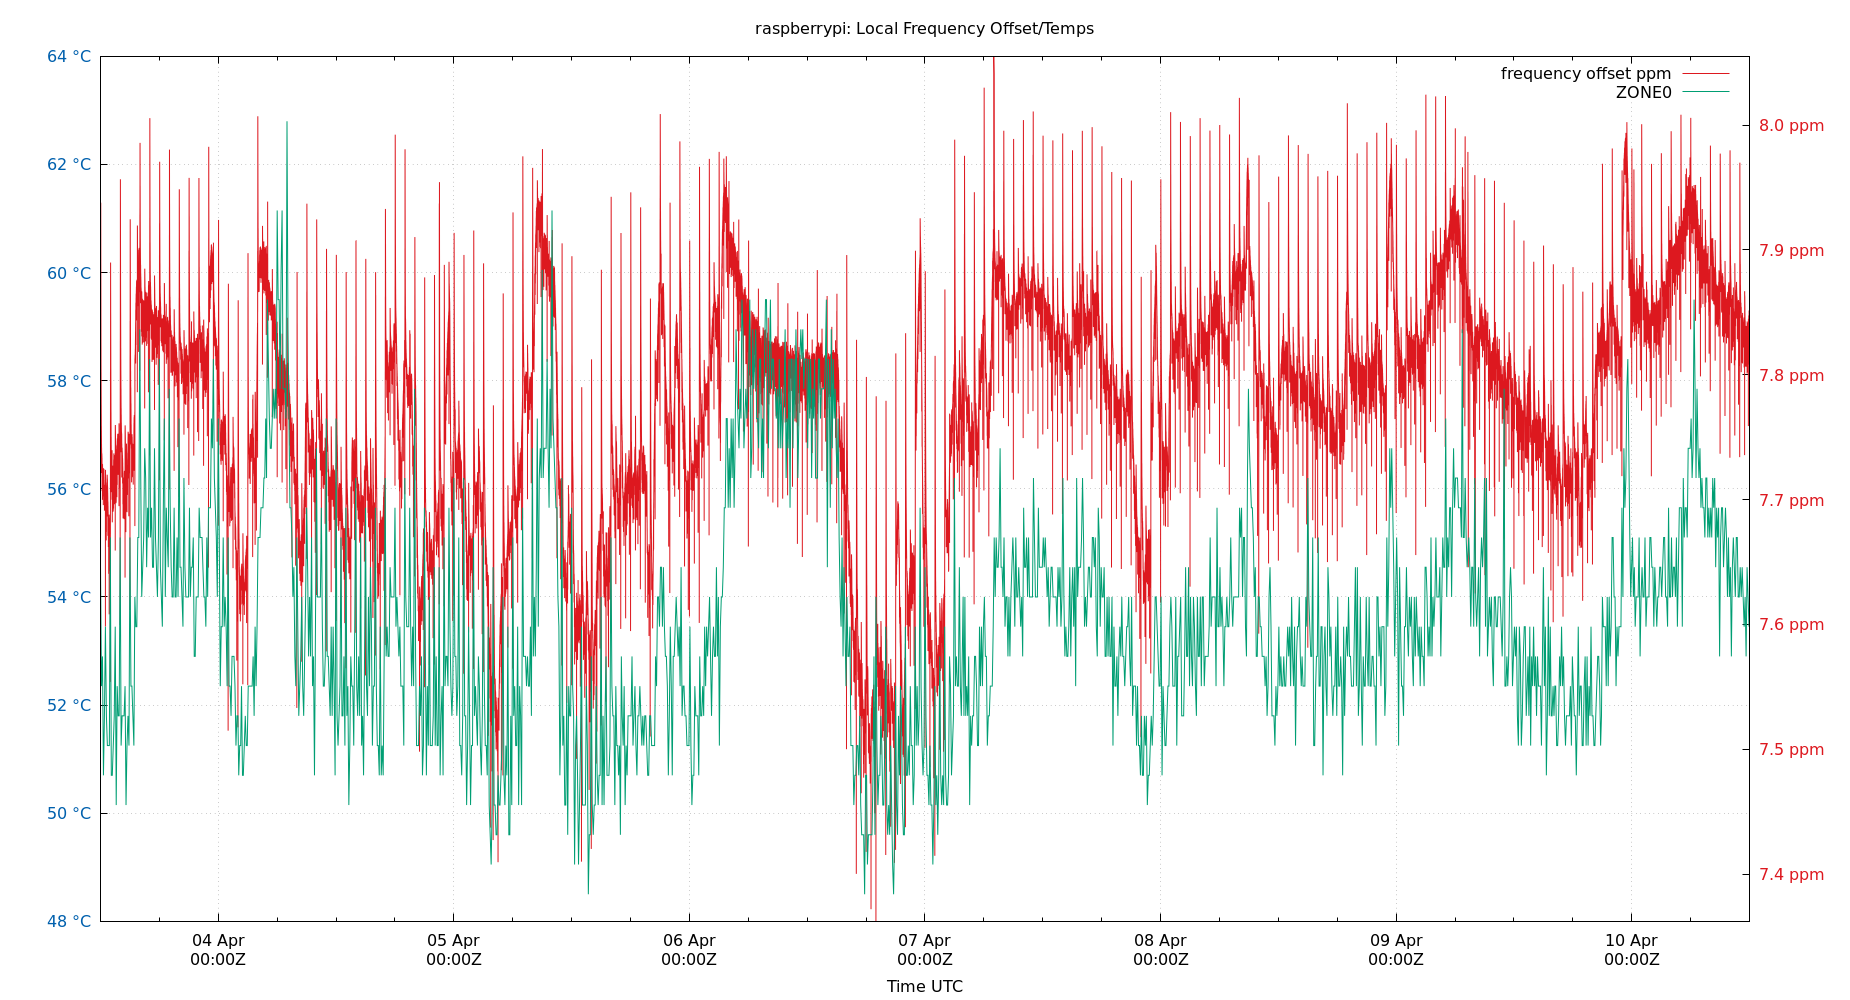 raspberrypi: Local Frequency Offset/Temps
64 °C
62 °C
60 °C
58 °C
56 °C
54 °C
52 °C
50 °C
48 °C
frequency offset ppm
ZONE0
8.0 ppm
7.9 ppm
7.8 ppm
7.7 ppm
7.6 ppm
7.5 ppm
7.4 ppm
04 Apr
00:00Z
05 Apr
00:00Z
06 Apr
00:00Z
07 Apr
00:00Z
08 Apr
00:00Z
09 Apr
00:00Z
10 Apr
00:00Z
Time UTC